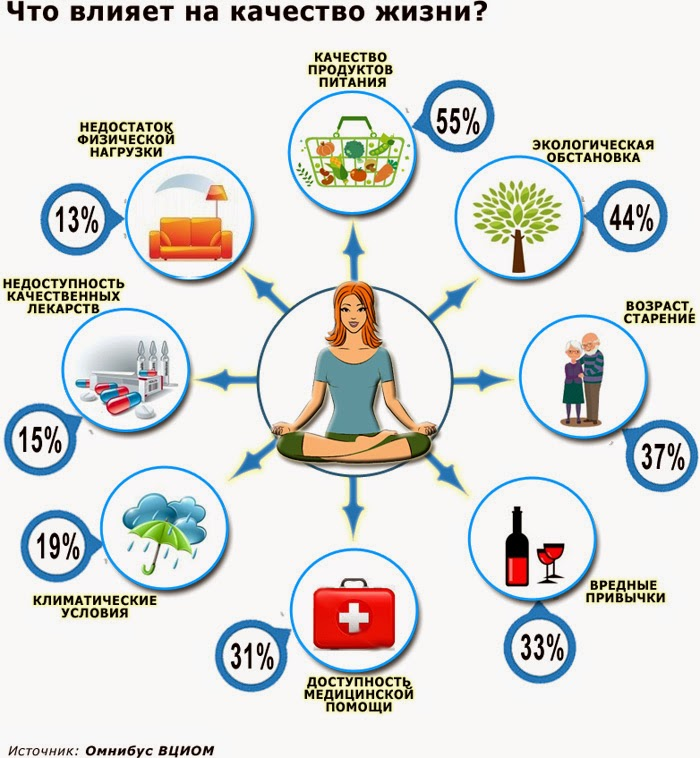 Что влияет на качество жизни?
КАЧЕСТВО
ПРОДУКТОВ
ПИТАНИЯ
55%
ЭКОЛОГИЧЕСКАЯ
ОБСТАНОВКА
44%
ВОЗРАСТ,
СТАРЕНИЕ
37%
ВРЕДНЫЕ
ПРИВЫЧКИ
33%
ДОСТУПНОСТЬ
МЕДИЦИНСКОЙ
ПОМОЩИ
31%
КЛИМАТИЧЕСКИЕ
УСЛОВИЯ
19%
НЕДОСТУПНОСТЬ
КАЧЕСТВЕННЫХ
ЛЕКАРСТВ
15%
НЕДОСТАТОК
ФИЗИЧЕСКОЙ
НАГРУЗКИ
13%
Источник: Омнибус ВЦИОМ